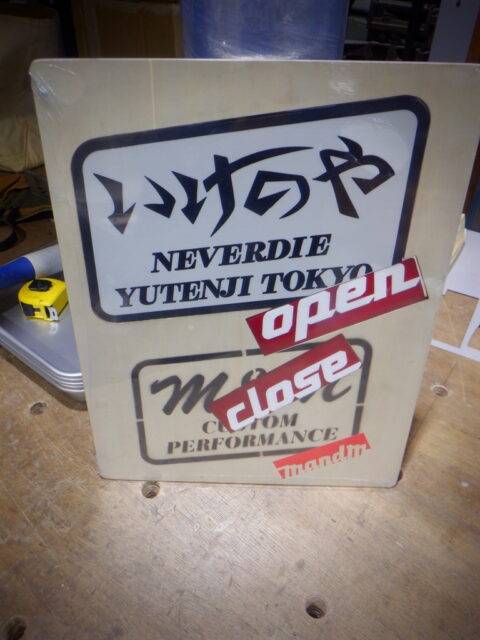 いけのや
NEVERDIE
YUTENJI TOKYO
open
close
CUSTOM
PERFORMANCE
mandm